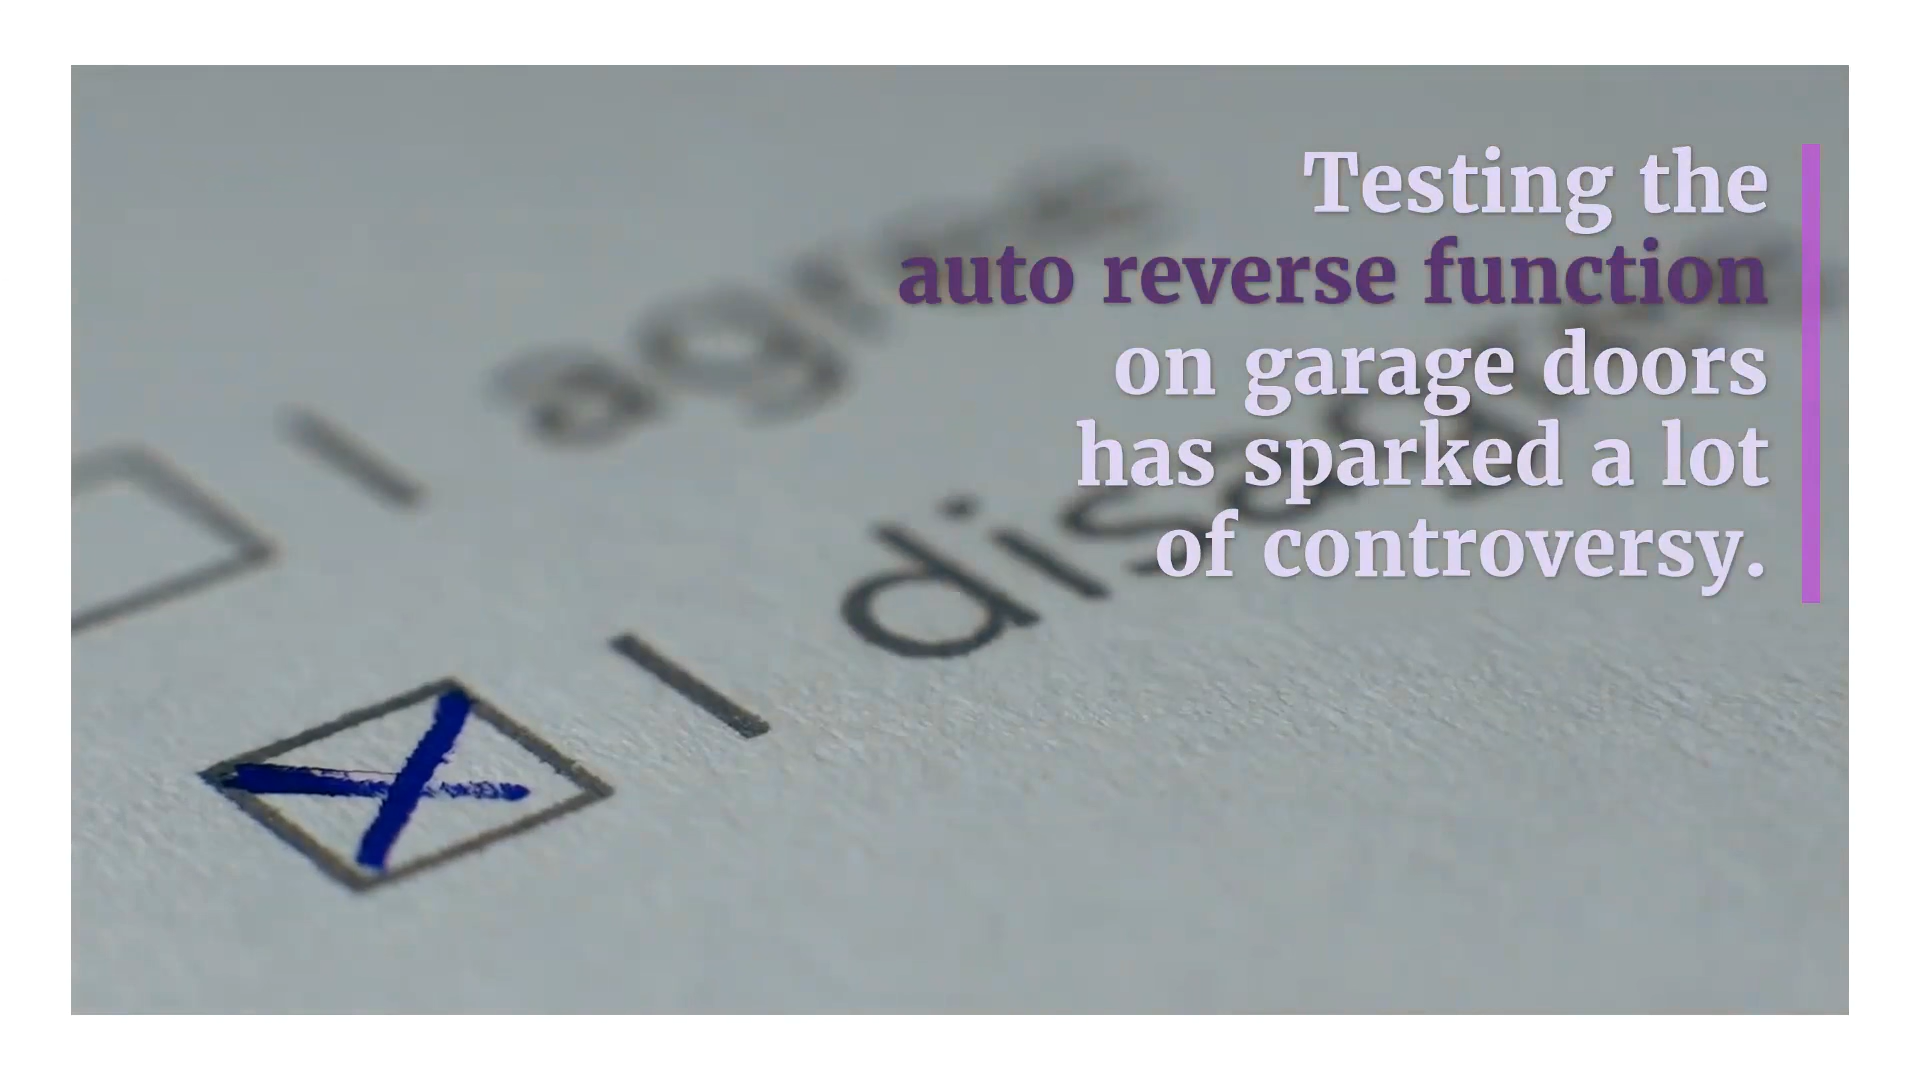 Testing the
auto reverse function
on garage doors
has sparked a lot
of controversy.
I agree
I disagree